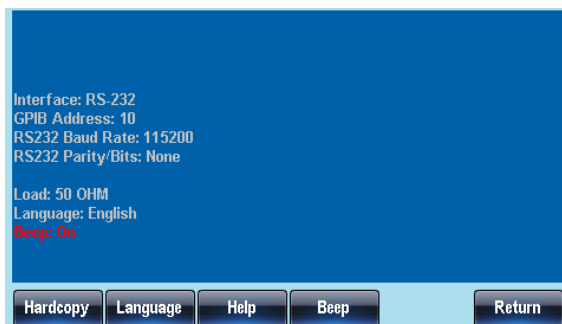 Interface: RS-232
GPIB Address: 10
RS232 Baud Rate: 115200
RS232 Parity/Bits: None
Load: 50 OHM
Language: English
Beep: On
Hardcopy Language Help Beep Return